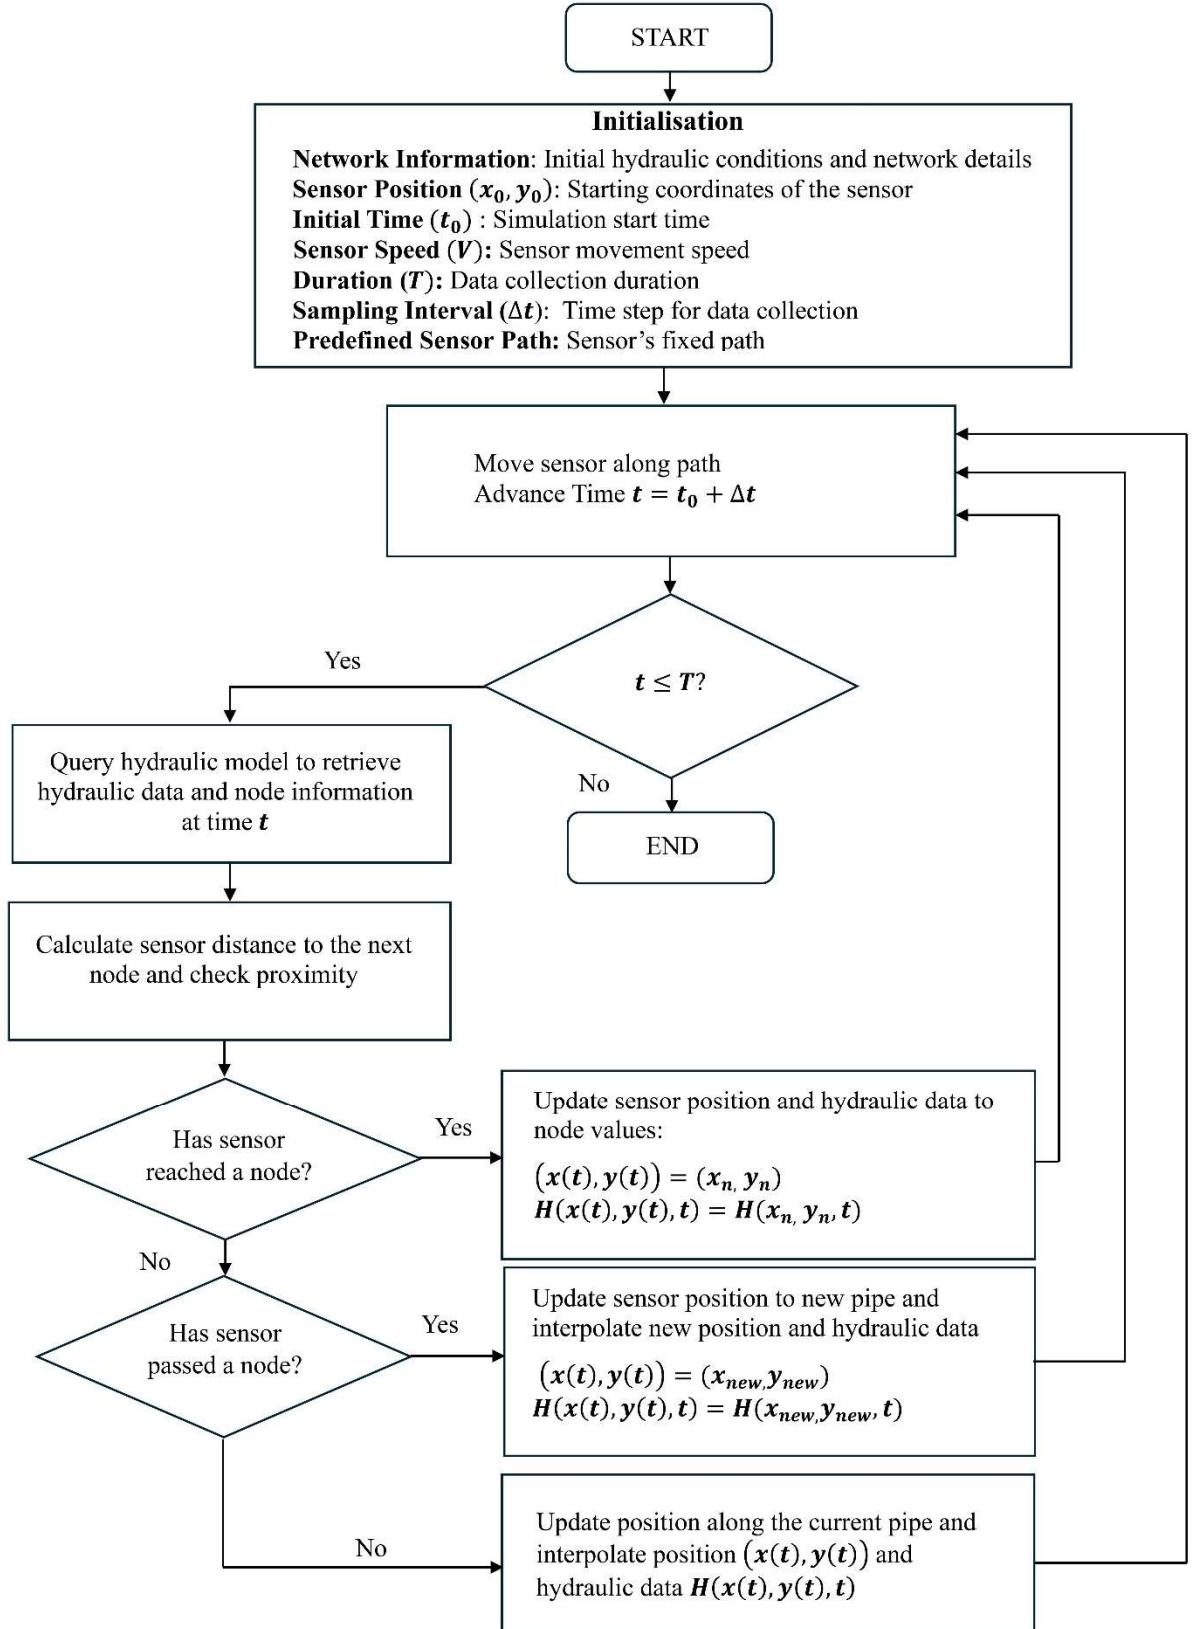 START
Initialisation
Network Information: Initial hydraulic conditions and network details
Sensor Position (x₀, y₀): Starting coordinates of the sensor
Initial Time (t₀) : Simulation start time
Sensor Speed (V): Sensor movement speed
Duration (T): Data collection duration
Sampling Interval (Δt): Time step for data collection
Predefined Sensor Path: Sensor’s fixed path
Move sensor along path
Advance Time t = t₀ + Δt
t ≤ T?
Yes
No
END
Query hydraulic model to retrieve
hydraulic data and node information
at time t
Calculate sensor distance to the next
node and check proximity
Has sensor
reached a node?
Yes
Update sensor position and hydraulic data to
node values:
(x(t), y(t)) = (xₙ, yₙ)
H(x(t), y(t), t) = H(xₙ, yₙ, t)
No
Has sensor
passed a node?
Yes
Update sensor position to new pipe and
interpolate new position and hydraulic data
(x(t), y(t)) = (x_new, y_new)
H(x(t), y(t), t) = H(x_new, y_new, t)
No
Update position along the current pipe and
interpolate position (x(t), y(t)) and
hydraulic data H(x(t), y(t), t)